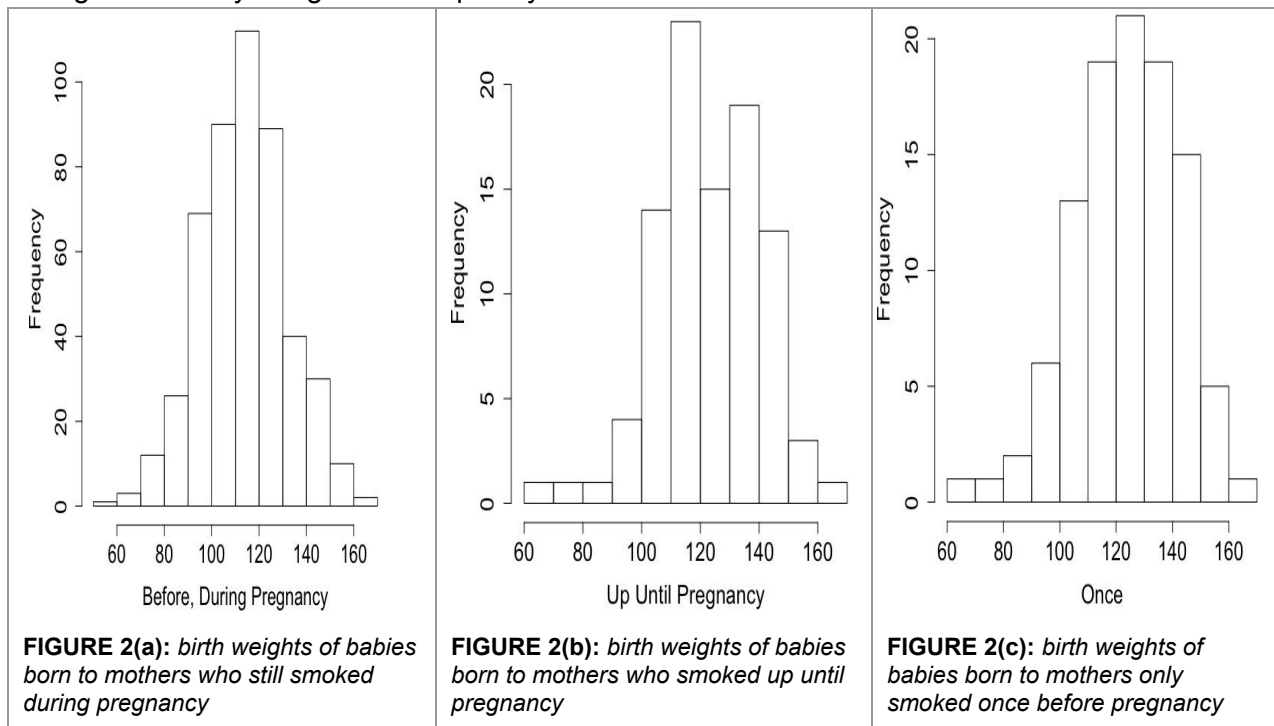 Frequency
0
20
40
60
80
100
60 80 100 120 140 160
Before, During Pregnancy
FIGURE 2(a): birth weights of babies
born to mothers who still smoked
during pregnancy
Frequency
0
5
10
15
20
60 80 100 120 140 160
Up Until Pregnancy
FIGURE 2(b): birth weights of babies
born to mothers who smoked up until
pregnancy
Frequency
0
5
10
15
20
60 80 100 120 140 160
Once
FIGURE 2(c): birth weights of
babies born to mothers only
smoked once before pregnancy